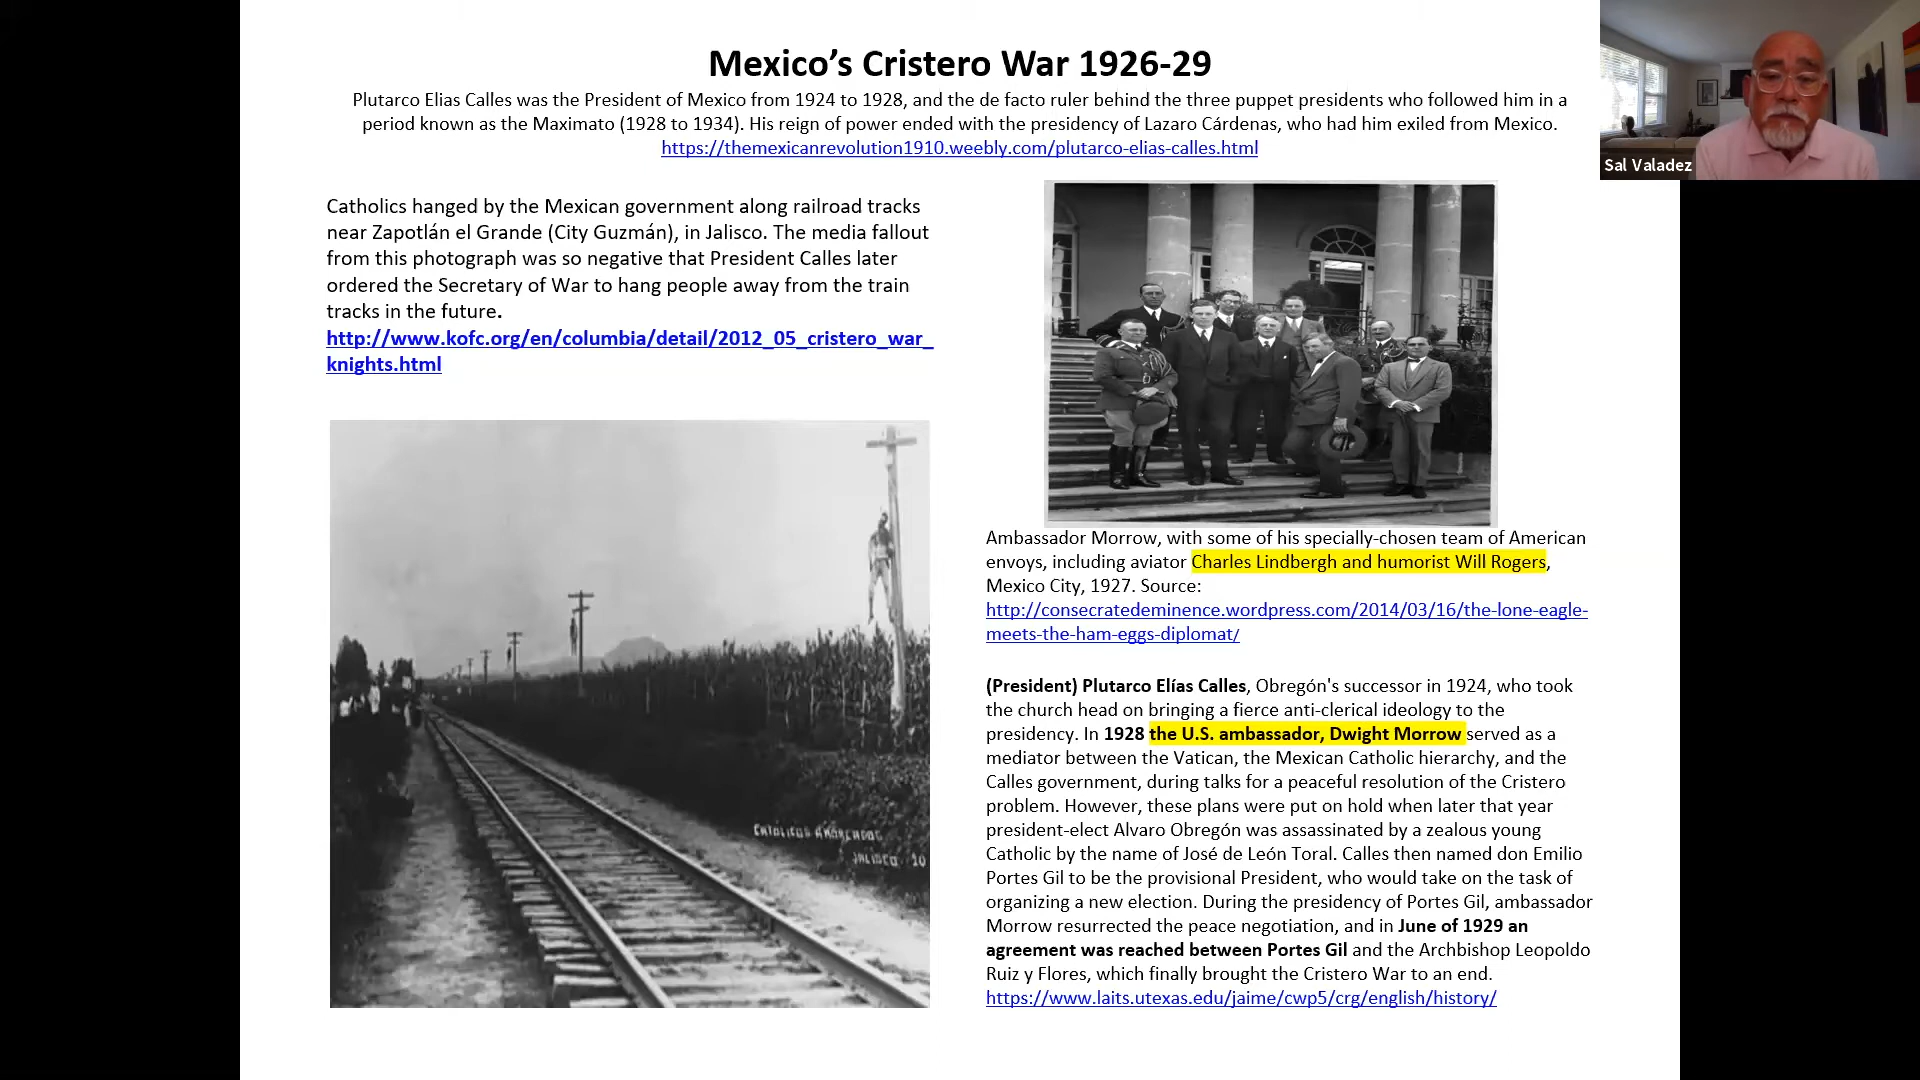 Mexico’s Cristero War 1926-29
Plutarco Elias Calles was the President of Mexico from 1924 to 1928, and the de facto ruler behind the three puppet presidents who followed him in a
period known as the Maximato (1928 to 1934). His reign of power ended with the presidency of Lazaro Cárdenas, who had him exiled from Mexico.
https://themexicanrevolution1910.weebly.com/plutarco-elias-calles.html
Sal Valadez
Catholics hanged by the Mexican government along railroad tracks
near Zapotlán el Grande (City Guzmán), in Jalisco. The media fallout
from this photograph was so negative that President Calles later
ordered the Secretary of War to hang people away from the train
tracks in the future.
http://www.kofc.org/en/columbia/detail/2012_05_cristero_war_
knights.html
CATOLICOS AHORCADOS
JALISCO 10
Ambassador Morrow, with some of his specially-chosen team of American
envoys, including aviator Charles Lindbergh and humorist Will Rogers,
Mexico City, 1927. Source:
http://consecratedeminence.wordpress.com/2014/03/16/the-lone-eagle-
meets-the-ham-eggs-diplomat/
(President) Plutarco Elías Calles, Obregón's successor in 1924, who took
the church head on bringing a fierce anti-clerical ideology to the
presidency. In 1928 the U.S. ambassador, Dwight Morrow served as a
mediator between the Vatican, the Mexican Catholic hierarchy, and the
Calles government, during talks for a peaceful resolution of the Cristero
problem. However, these plans were put on hold when later that year
president-elect Alvaro Obregón was assassinated by a zealous young
Catholic by the name of José de León Toral. Calles then named don Emilio
Portes Gil to be the provisional President, who would take on the task of
organizing a new election. During the presidency of Portes Gil, ambassador
Morrow resurrected the peace negotiation, and in June of 1929 an
agreement was reached between Portes Gil and the Archbishop Leopoldo
Ruiz y Flores, which finally brought the Cristero War to an end.
https://www.laits.utexas.edu/jaime/cwp5/crg/english/history/